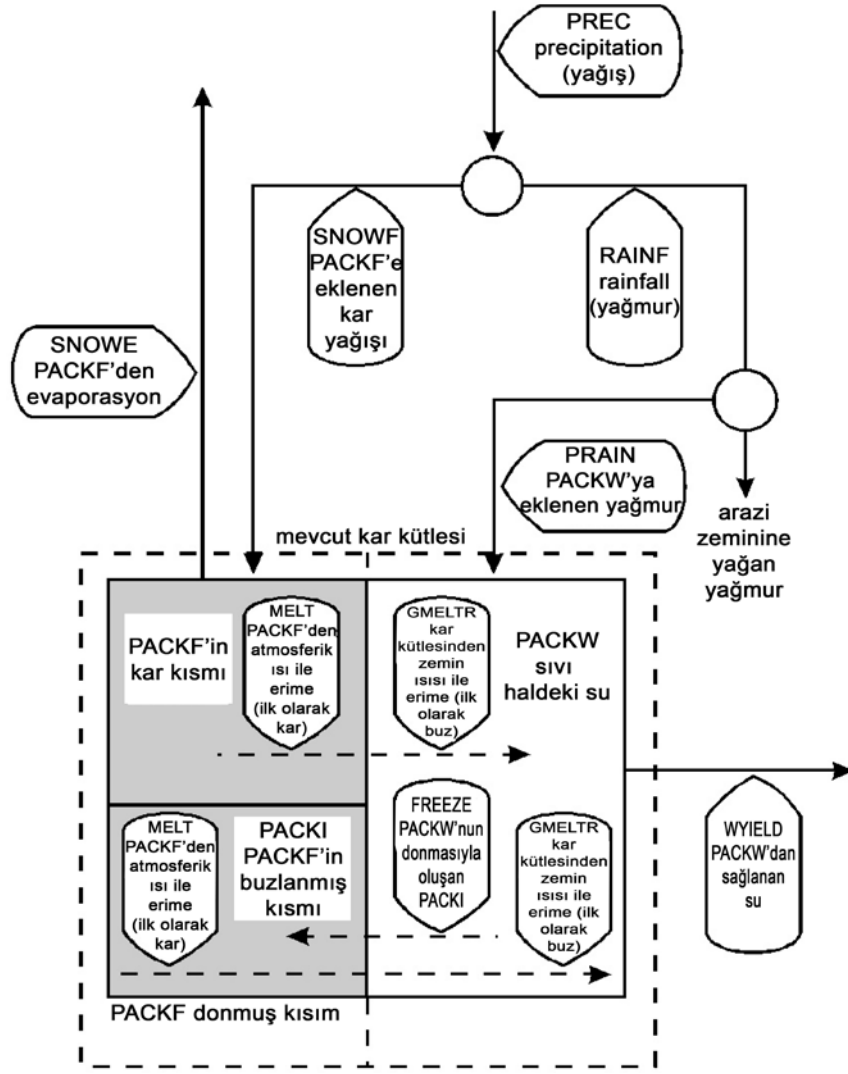 PREC
precipitation
(yağış)
SNOWF
PACKF'e
eklenen
kar
yağışı
RAINF
rainfall
(yağmur)
SNOWE
PACKF'den
evaporasyon
PRAIN
PACKW'ya
eklenen yağmur
arazi
zeminine
yağan
yağmur
mevcut kar kütlesi
PACKF'in
kar kısmı
MELT
PACKF'den
atmosferik
ısı ile
erime
(ilk olarak
kar)
GMELTR
kar
kütlesinden
zemin
ısısı ile
erime (ilk
olarak
buz)
PACKW
sıvı
haldeki su
MELT
PACKF'den
atmosferik
ısı ile
erime
(ilk olarak
kar)
PACKI
PACKF'in
buzlanmış
kısmı
FREEZE
PACKW'nun
donmasıyla
oluşan
PACKI
GMELTR
kar
kütlesinden
zemin
ısısı ile
erime (ilk
olarak
buz)
WYIELD
PACKW'dan
sağlanan
su
PACKF donmuş kısım